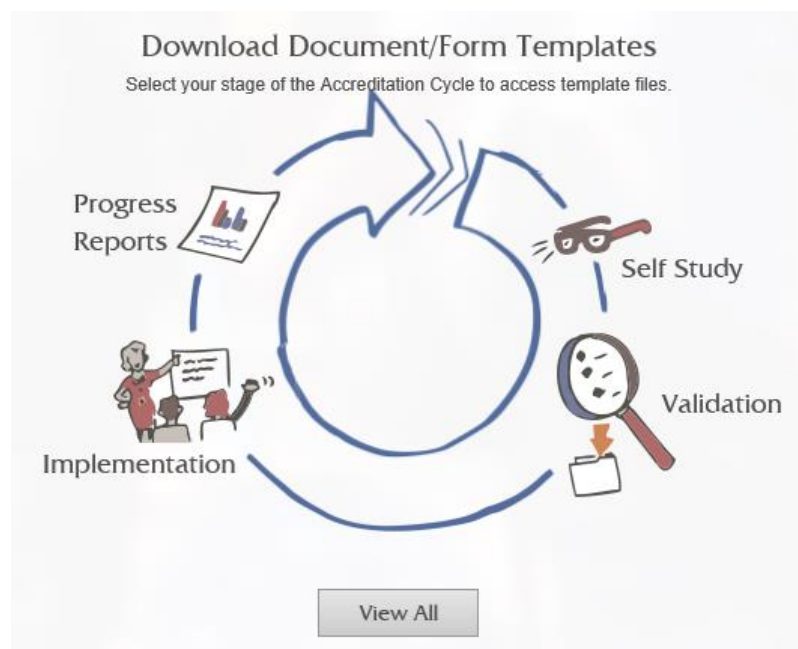 Download Document/Form Templates
Select your stage of the Accreditation Cycle to access template files.
Progress
Reports
Self Study
Validation
Implementation
View All